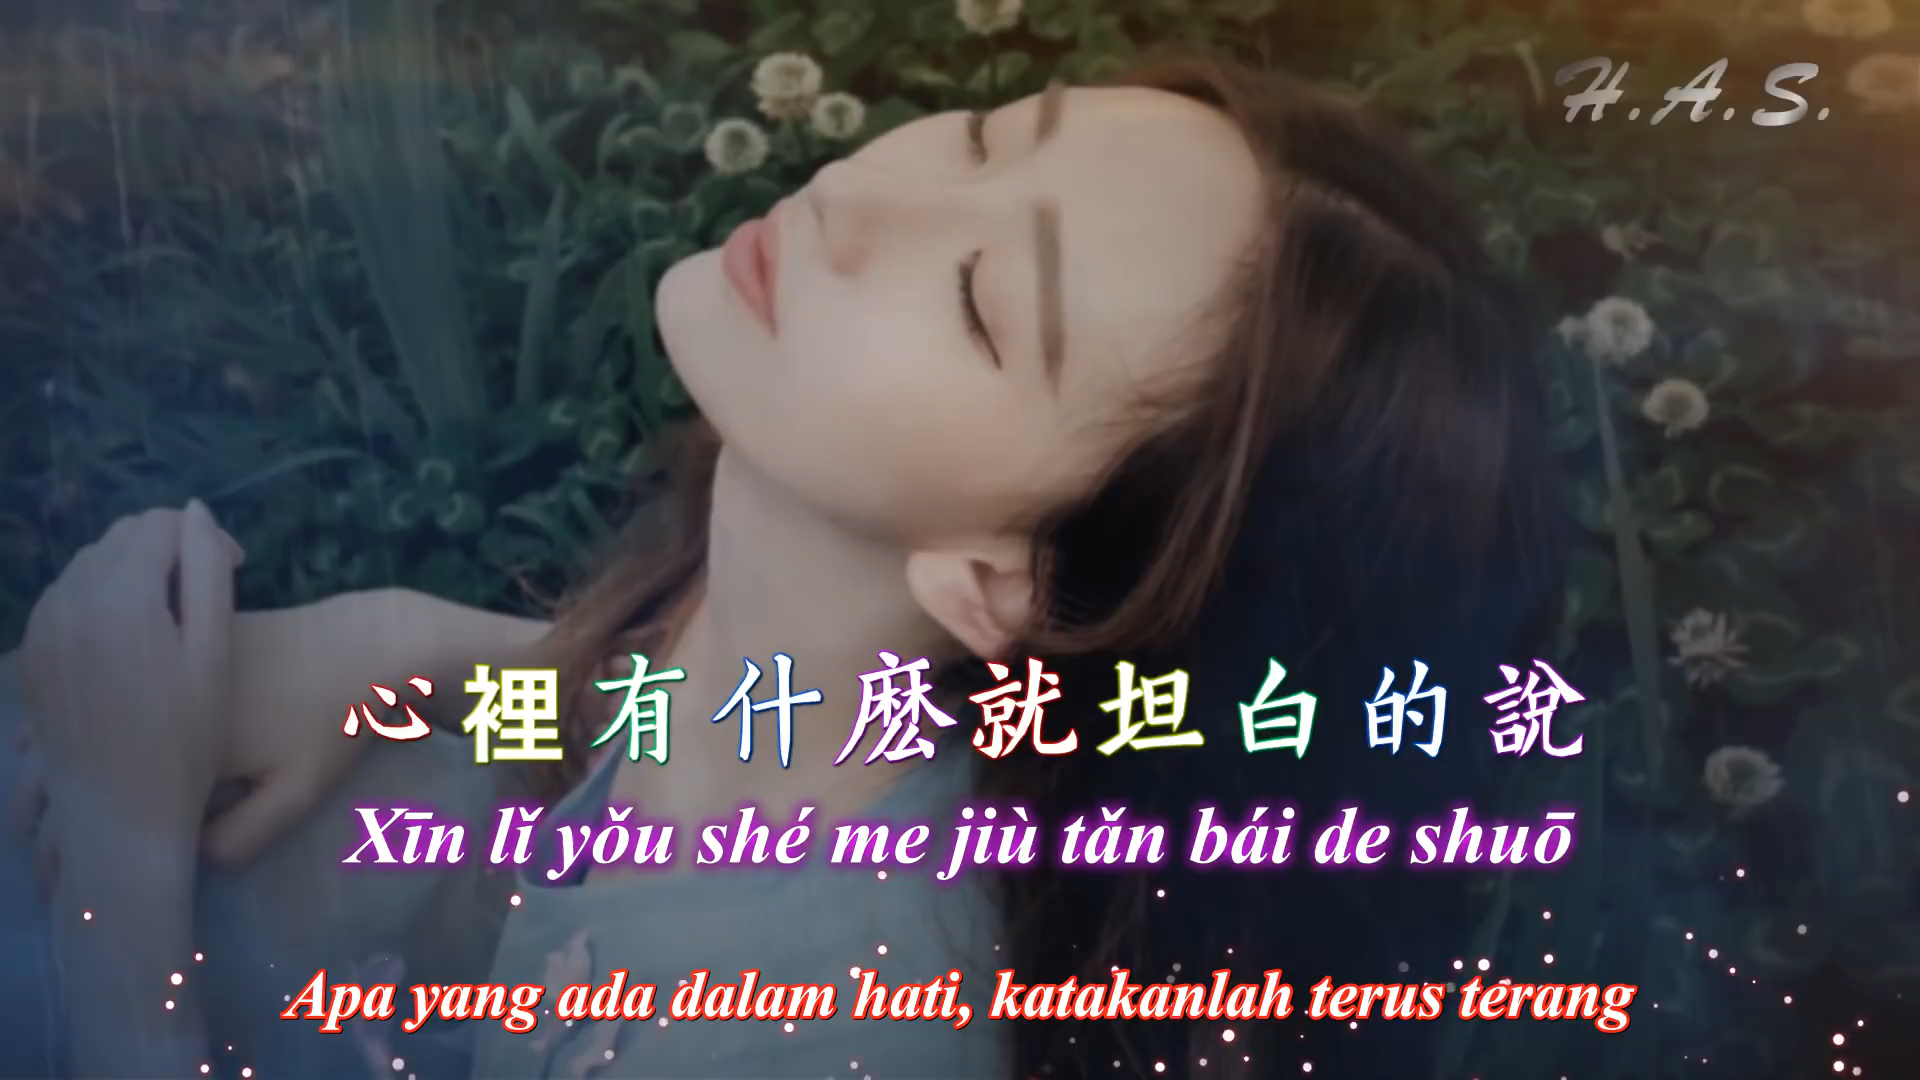 H.A.S.
心裡有什麽就坦白的說
Xīn lǐ yǒu shé me jiù tǎn bái de shuō
Apa yang ada dalam hati, katakanlah terus terang